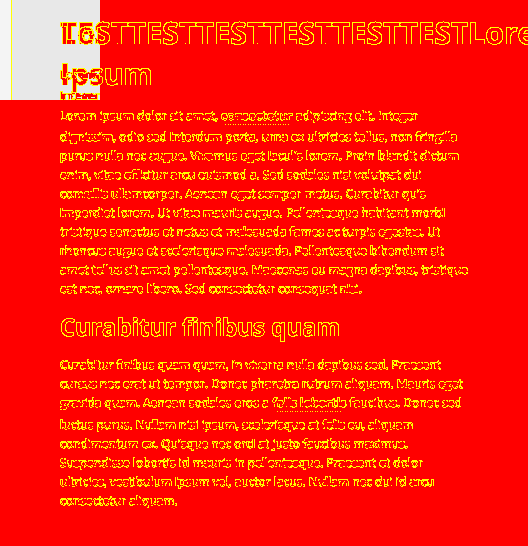 TESTTESTTESTTESTTESTTESTLore
Ipsum
Lorem ipsum dolor sit amet, consectetur adipiscing elit. Integer
dignissim, odio sed interdum porta, urna ex ultricies tellus, non fringilla
purus nulla nec augue. Vivamus eget iaculis lorem. Proin blandit dictum
enim, vitae efficitur arcu euismod a. Sed sodales nisl volutpat dui
convallis ullamcorper. Aenean eget semper metus. Curabitur quis
imperdiet lorem. Ut vitae mauris augue. Pellentesque habitant morbi
tristique senectus et netus et malesuada fames ac turpis egestas. Ut
rhoncus augue et scelerisque malesuada. Pellentesque bibendum elit
amet tellus sit amet pellentesque. Maecenas eu magna dapibus, tristique
est nec, ornare libero. Sed consectetur consequat nisi.
Curabitur finibus quam
Curabitur finibus quam quam, in viverra nulla dapibus sed. Praesent
cursus nec erat ut tempor. Donec pharetra rutrum aliquam. Mauris eget
gravida quam. Aenean sodales eros a felis lobortis faucibus. Donec sed
luctus purus. Nullam nisi ipsum, scelerisque at felis eu, aliquam
condimentum ex. Quisque nec orci at justo faucibus maximus.
Suspendisse lobortis id mauris in pellentesque. Praesent et dolor
ultricies, vestibulum ipsum vel, auctor lacus. Nullam nec dui id arcu
consectetur aliquam.